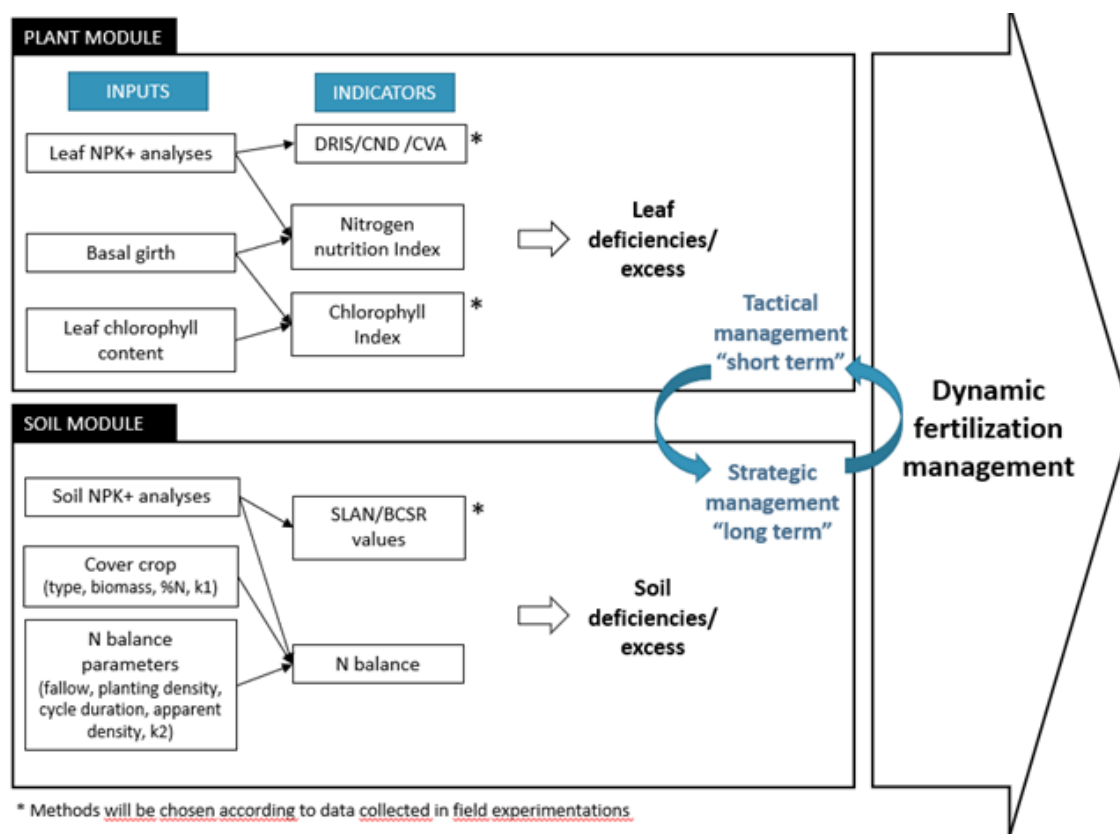 PLANT MODULE
INPUTS
INDICATORS
Leaf NPK+ analyses
DRIS/CND /CVA
*
Basal girth
Nitrogen
nutrition Index
Leaf chlorophyll
content
Chlorophyll
Index
*
Leaf
deficiencies/
excess
Tactical
management
“short term”
SOIL MODULE
Soil NPK+ analyses
SLAN/BCSR
values
*
Cover crop
(type, biomass, %N, k1)
N balance
parameters
(fallow, planting density,
cycle duration, apparent
density, k2)
N balance
Soil
deficiencies/
excess
Strategic
management
“long term”
Dynamic
fertilization
management
* Methods will be chosen according to data collected in field experimentations